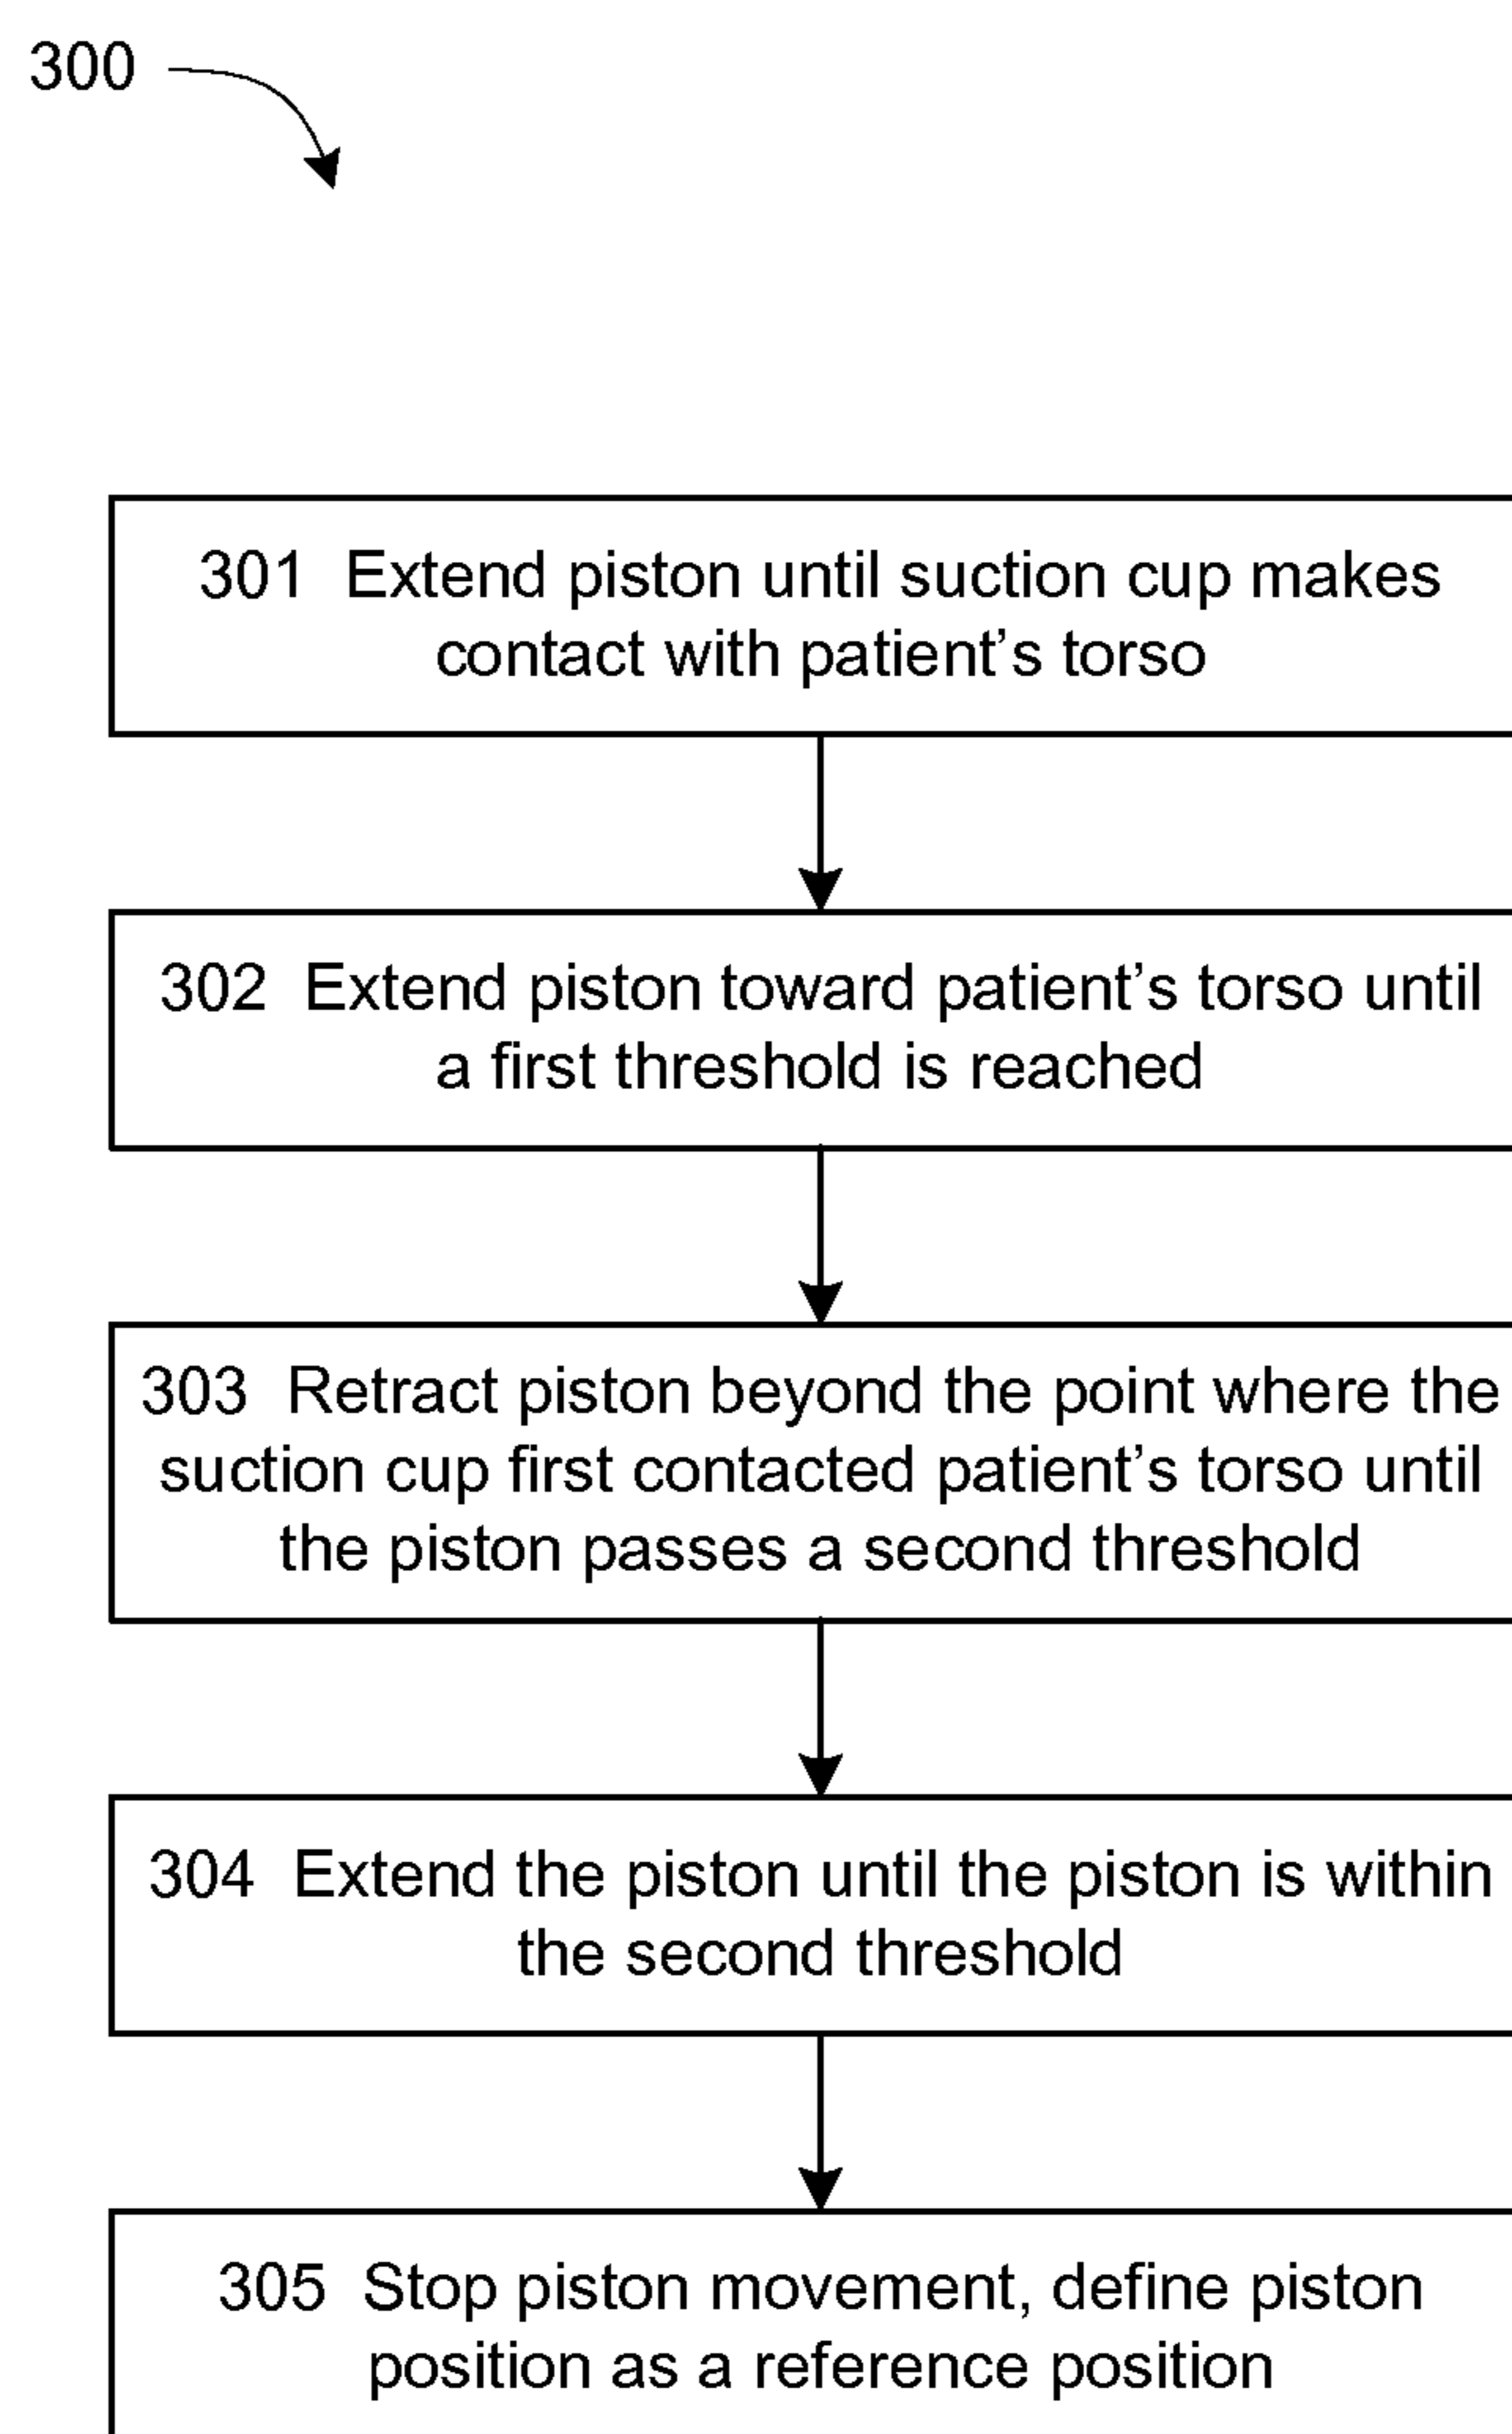 300
301 Extend piston until suction cup makes
contact with patient's torso
302 Extend piston toward patient's torso until
a first threshold is reached
303 Retract piston beyond the point where the
suction cup first contacted patient's torso until
the piston passes a second threshold
304 Extend the piston until the piston is within
the second threshold
305 Stop piston movement, define piston
position as a reference position